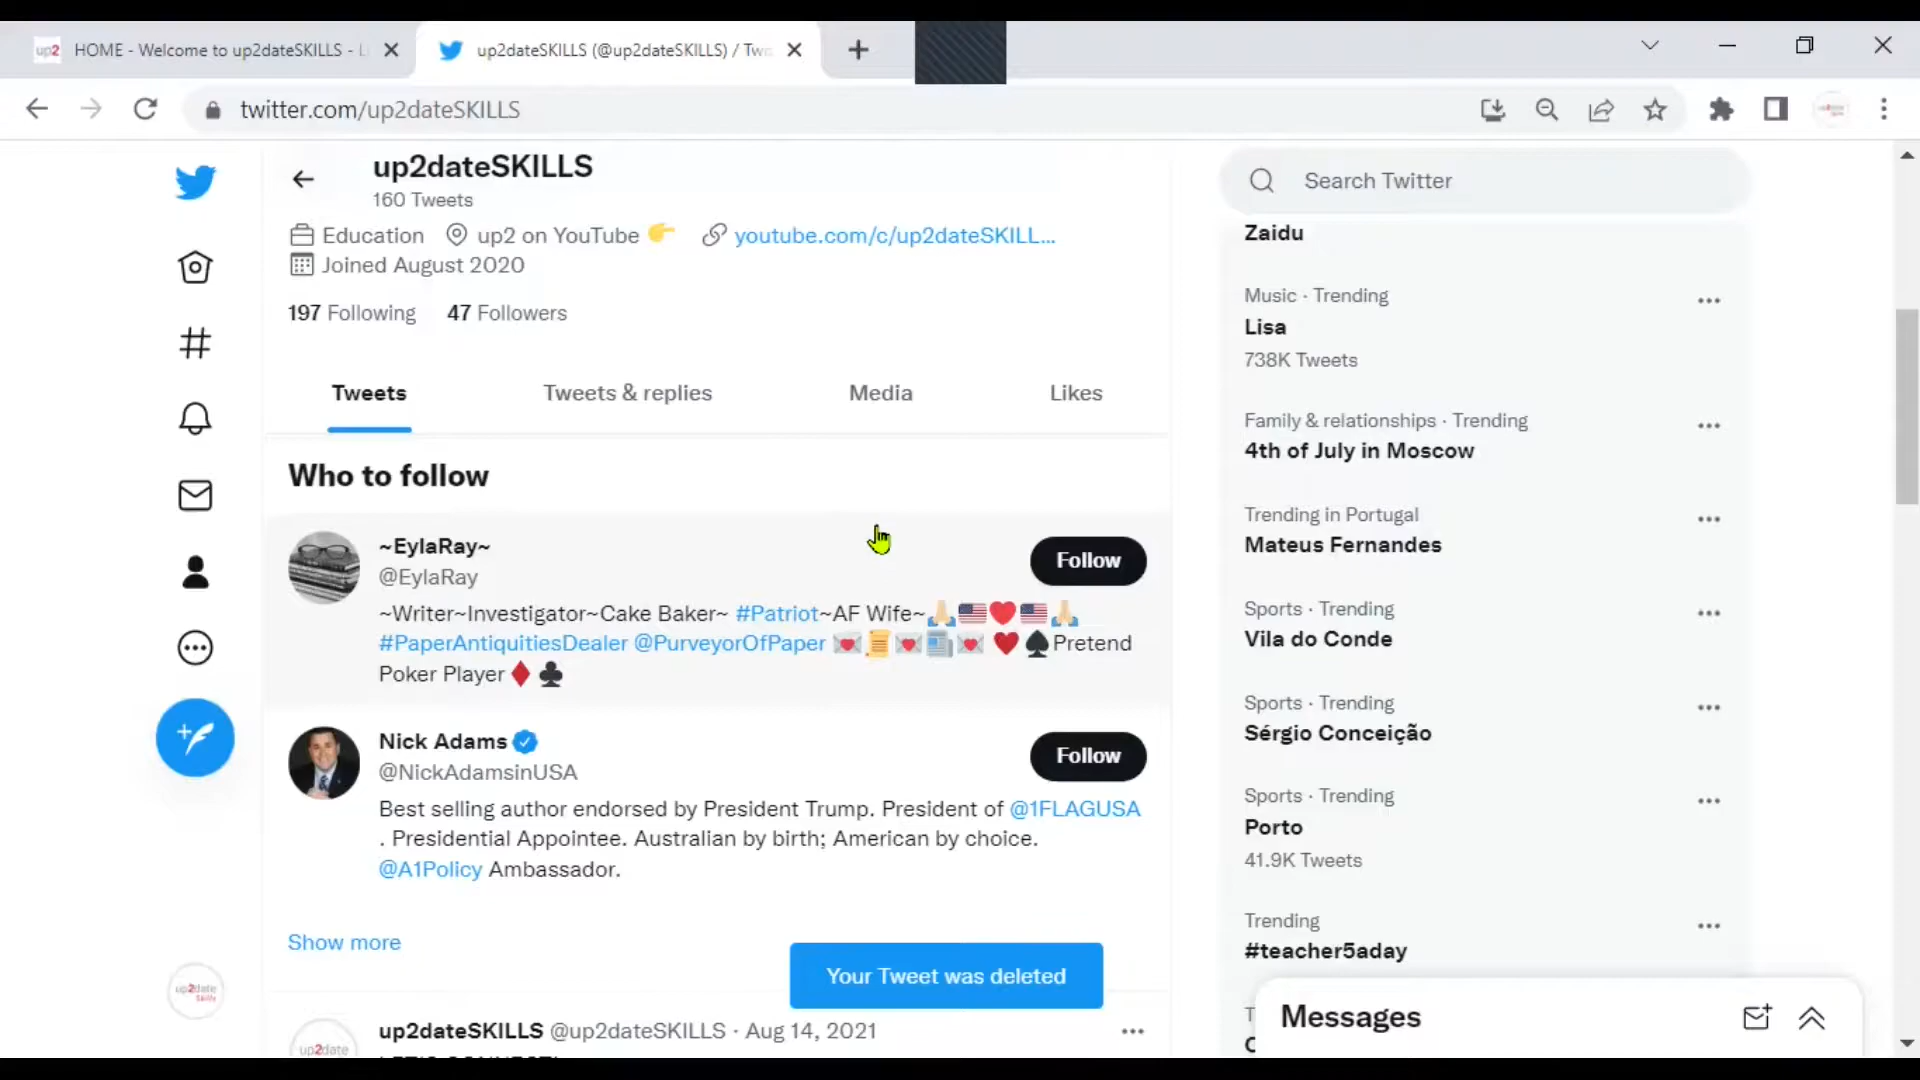 up2 HOME - Welcome to up2dateSKILLS - L
up2dateSKILLS (@up2dateSKILLS) / Twi
twitter.com/up2dateSKILLS
up2dateSKILLS
160 Tweets
Education up2 on YouTube 👉 youtube.com/c/up2dateSKILL...
Joined August 2020
197 Following 47 Followers
Tweets Tweets & replies Media Likes
Who to follow
~EylaRay~
@EylaRay
Follow
~Writer~Investigator~Cake Baker~ #Patriot~AF Wife~🙏🏼🇺🇸❤️🇺🇸🙏🏼
#PaperAntiquitiesDealer @PurveyorOfPaper 💌📜💌📰💌 ♥️♠️Pretend
Poker Player♦️♣️
Nick Adams
@NickAdamsinUSA
Follow
Best selling author endorsed by President Trump. President of @1FLAGUSA
. Presidential Appointee. Australian by birth; American by choice.
@A1Policy Ambassador.
Show more
Your Tweet was deleted
up2date
Skills
up2dateSKILLS @up2dateSKILLS · Aug 14, 2021
up2date
Search Twitter
Zaidu
Music · Trending
Lisa
738K Tweets
Family & relationships · Trending
4th of July in Moscow
Trending in Portugal
Mateus Fernandes
Sports · Trending
Vila do Conde
Sports · Trending
Sérgio Conceição
Sports · Trending
Porto
41.9K Tweets
Trending
#teacher5aday
Messages